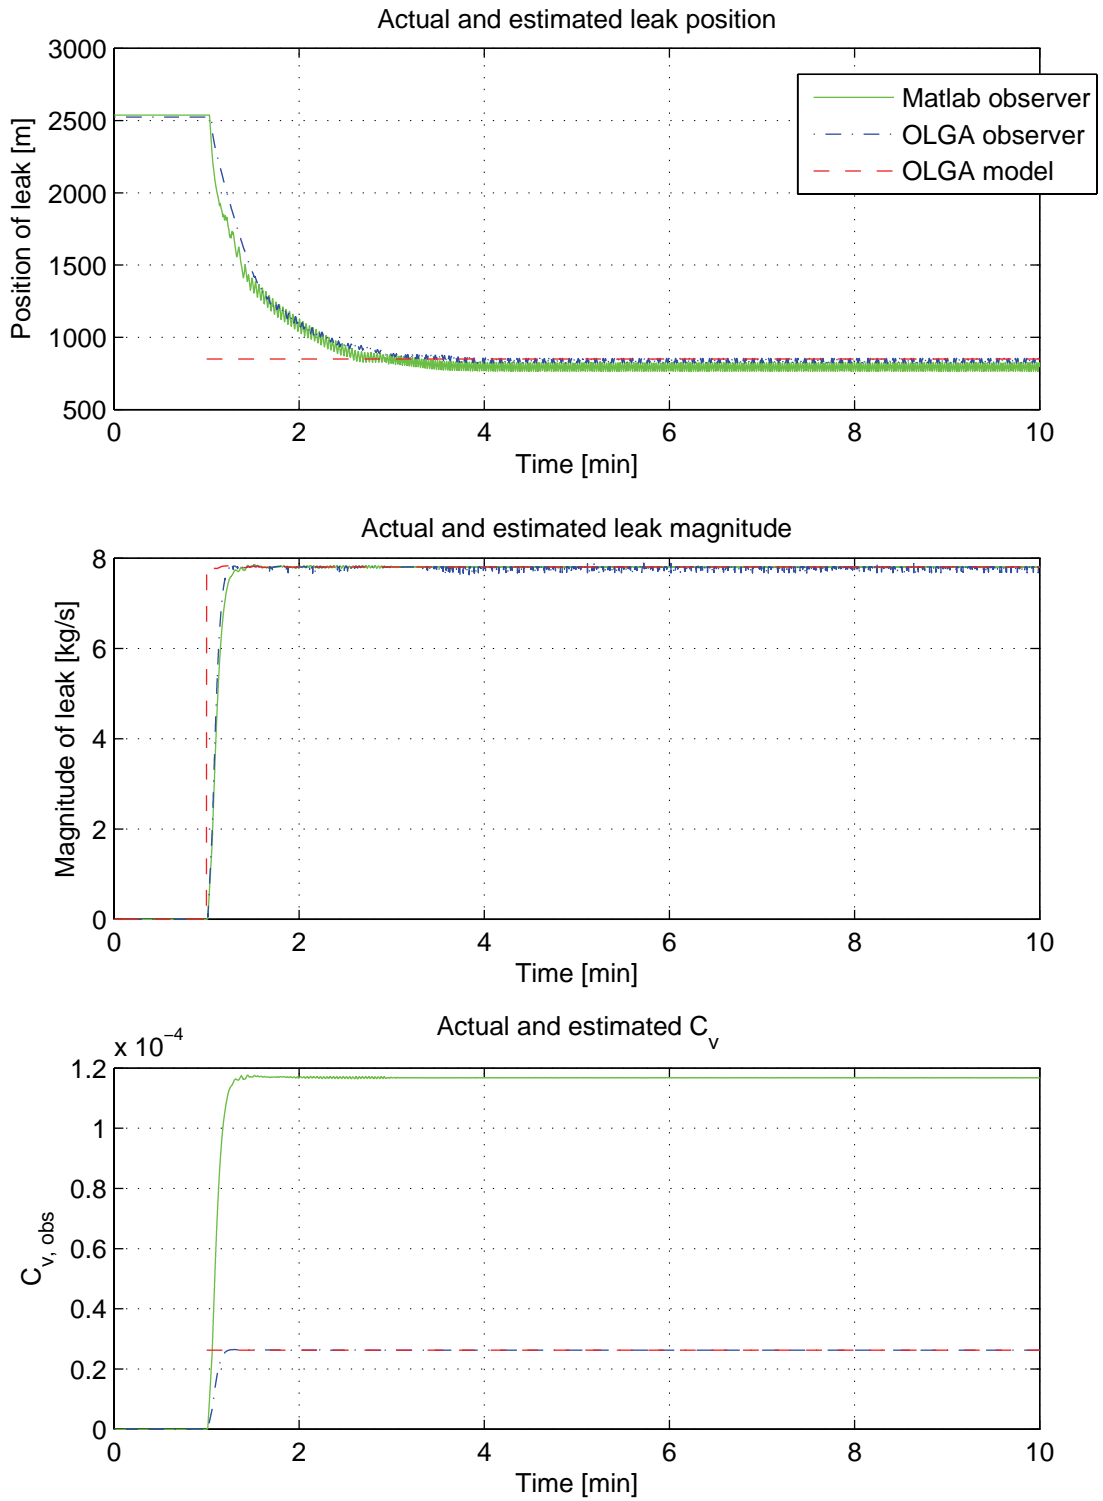 Actual and estimated leak position
Position of leak [m]
3000
2500
2000
1500
1000
500
0 2 4 6 8 10
Time [min]
Matlab observer
OLGA observer
OLGA model
Actual and estimated leak magnitude
Magnitude of leak [kg/s]
8
6
4
2
0
0 2 4 6 8 10
Time [min]
Actual and estimated C_v
x 10^−4
C_v, obs
1.2
1
0.8
0.6
0.4
0.2
0
0 2 4 6 8 10
Time [min]